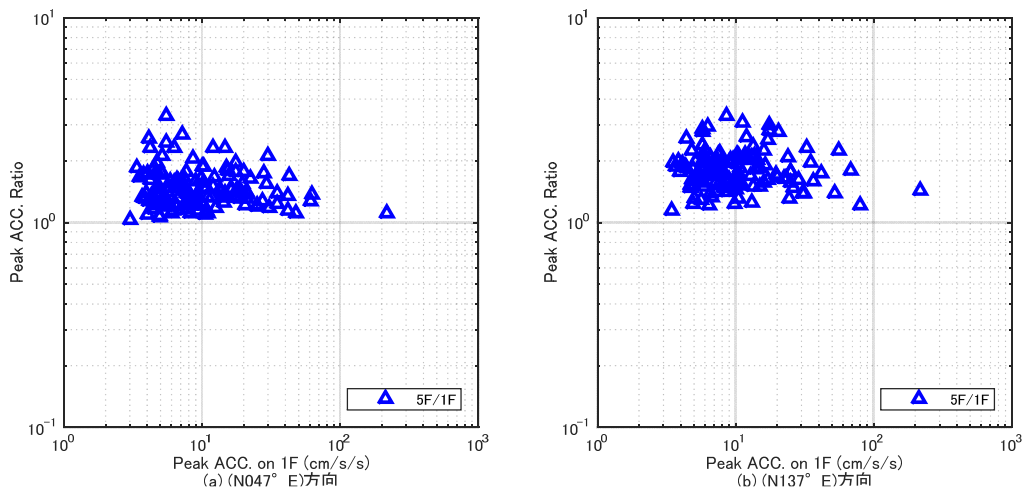 10¹
10⁰
10⁻¹
Peak ACC. Ratio
5F/1F
10⁰ 10¹ 10² 10³
Peak ACC. on 1F (cm/s/s)
(a) (N047° E)方向
10¹
10⁰
10⁻¹
Peak ACC. Ratio
5F/1F
10⁰ 10¹ 10² 10³
Peak ACC. on 1F (cm/s/s)
(b) (N137° E)方向